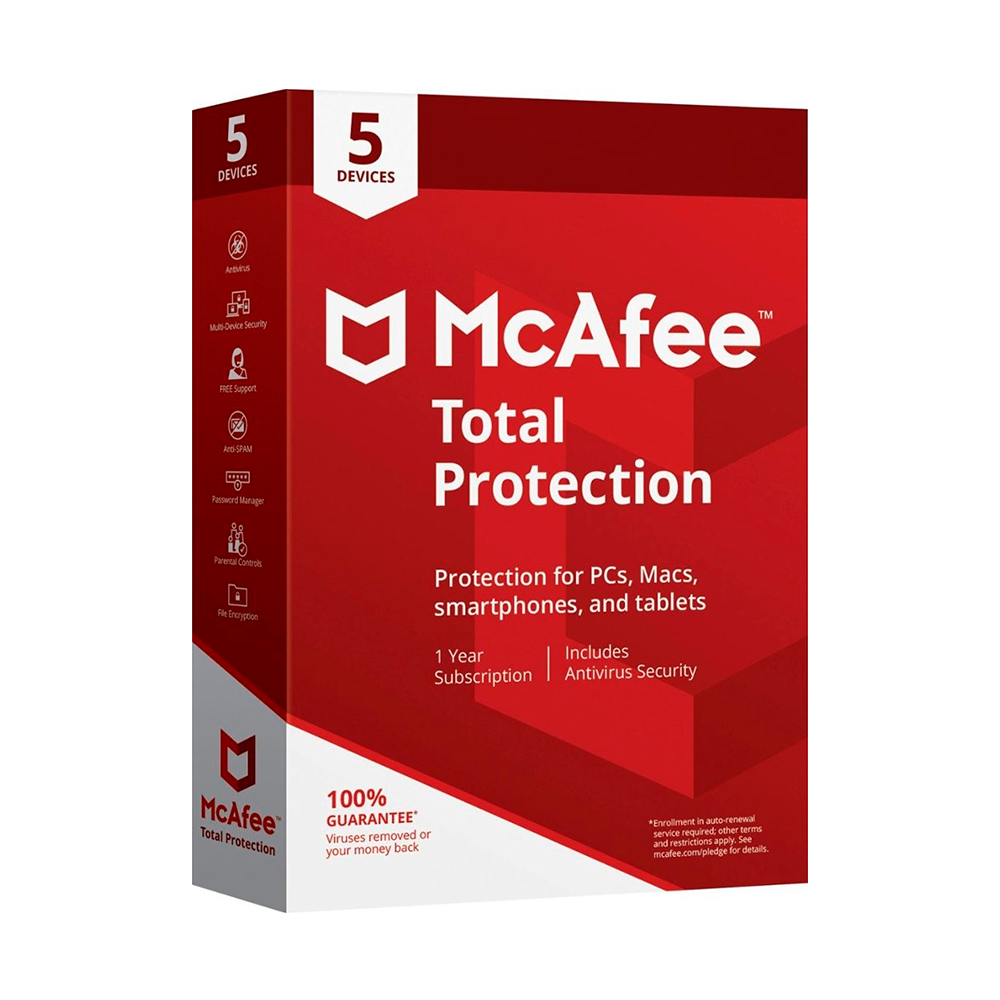 5
DEVICES
Antivirus
Multi-Device Security
FREE Support
Anti-SPAM
Password Manager
Parental Controls
File Encryption
McAfee™
Total Protection
5
DEVICES
McAfee™
Total
Protection
Protection for PCs, Macs,
smartphones, and tablets
1 Year
Subscription
Includes
Antivirus Security
100%
GUARANTEE*
Viruses removed or
your money back
*Enrollment in auto-renewal
service required; other terms
and restrictions apply. See
mcafee.com/pledge for details.